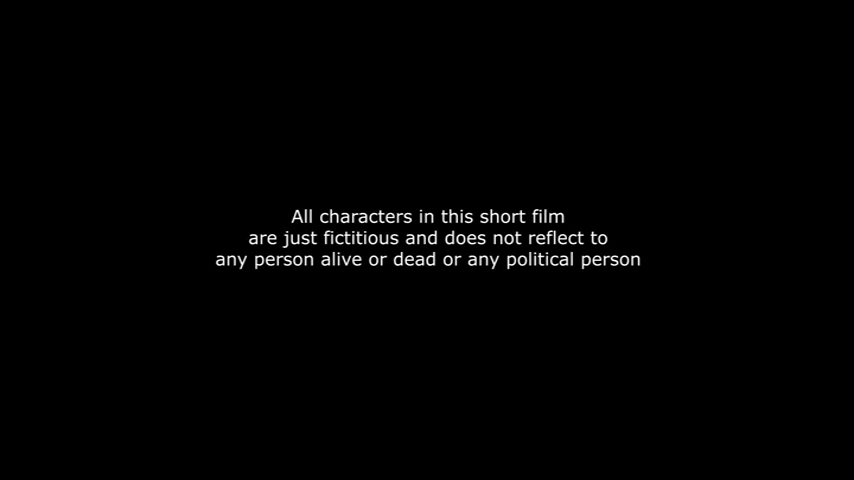 All characters in this short film
are just fictitious and does not reflect to
any person alive or dead or any political person